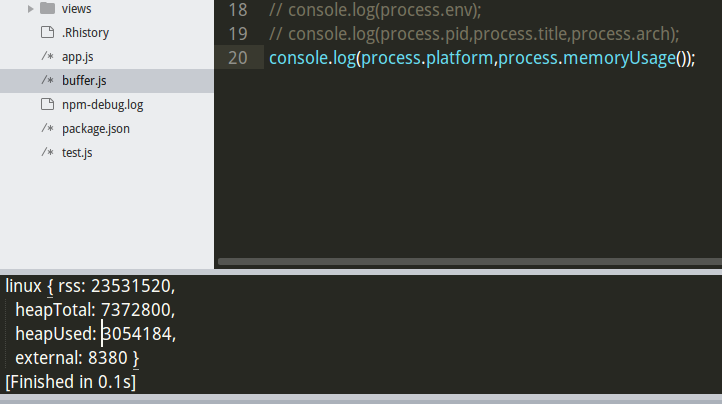 views
.Rhistory
/* app.js
/* buffer.js
npm-debug.log
/* package.json
/* test.js
18 // console.log(process.env);
19 // console.log(process.pid,process.title,process.arch);
20 console.log(process.platform,process.memoryUsage());
linux { rss: 23531520,
heapTotal: 7372800,
heapUsed: 3054184,
external: 8380 }
[Finished in 0.1s]